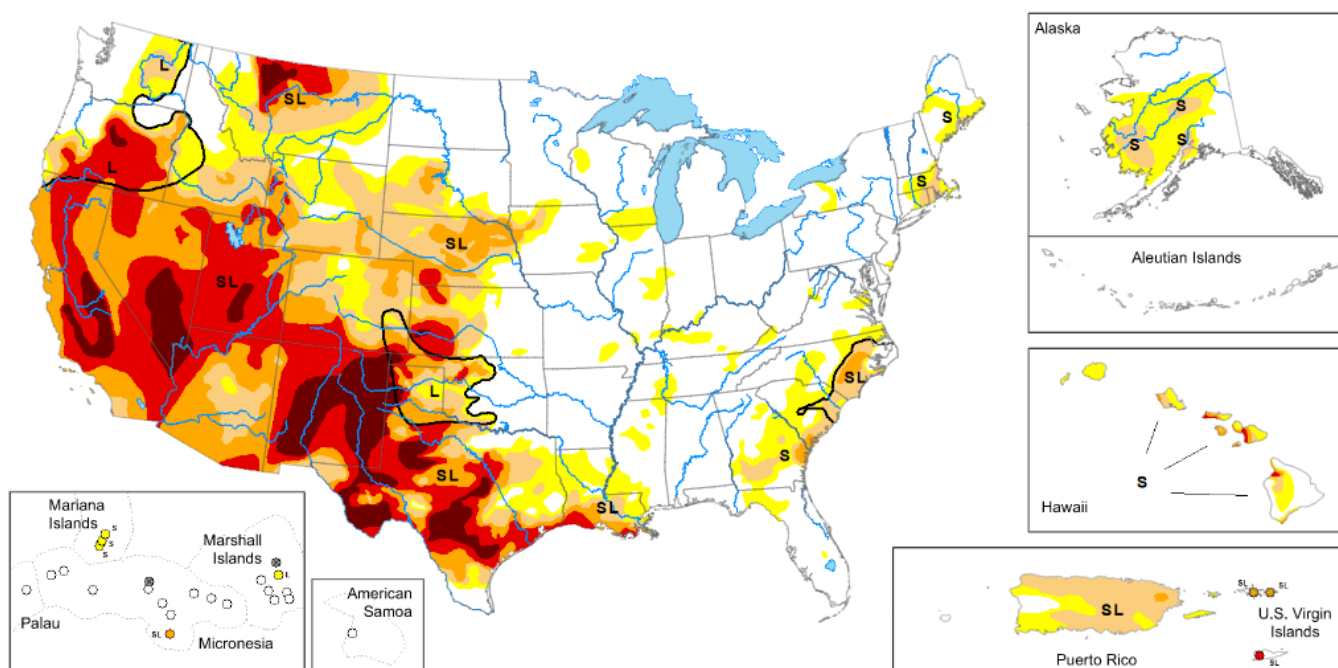 Alaska
S
S
S
Aleutian Islands
L
SL
L
SL
SL
L
SL
SL
SL
S
S
S
Hawaii
S
Mariana
Islands
S
S
S
Marshall
Islands
L
Palau
SL
Micronesia
American
Samoa
SL
SL
SL
U.S. Virgin
Islands
Puerto Rico
SL